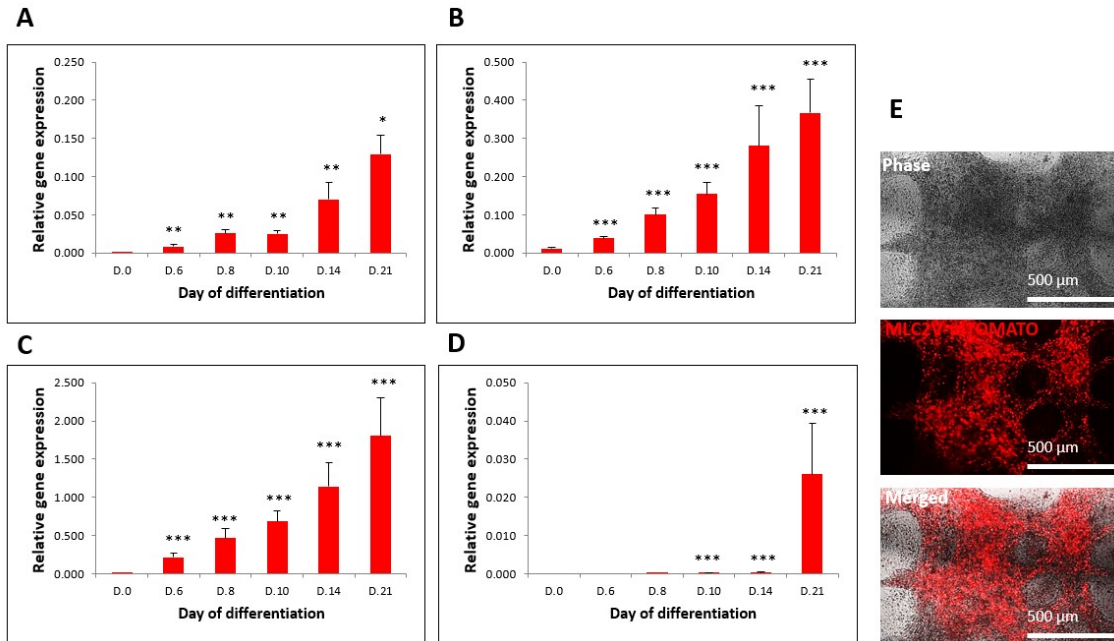 A
Relative gene expression
0.250
0.200
0.150
0.100
0.050
0.000
**
**
**
**
*
D.0 D.6 D.8 D.10 D.14 D.21
Day of differentiation
B
Relative gene expression
0.500
0.400
0.300
0.200
0.100
0.000
***
***
***
***
***
D.0 D.6 D.8 D.10 D.14 D.21
Day of differentiation
C
Relative gene expression
2.500
2.000
1.500
1.000
0.500
0.000
***
***
***
***
***
D.0 D.6 D.8 D.10 D.14 D.21
Day of differentiation
D
Relative gene expression
0.050
0.040
0.030
0.020
0.010
0.000
***
***
***
D.0 D.6 D.8 D.10 D.14 D.21
Day of differentiation
E
Phase
500 µm
500 µm
Merged
500 µm